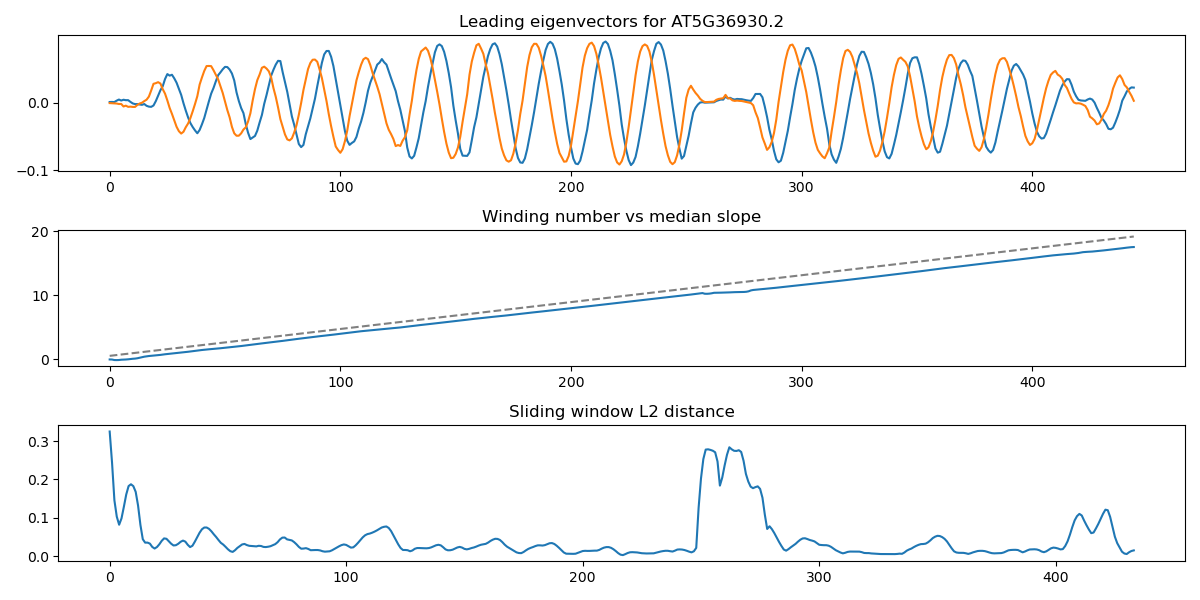 Leading eigenvectors for AT5G36930.2
0.0
−0.1
0 100 200 300 400
Winding number vs median slope
20
10
0
0 100 200 300 400
Sliding window L2 distance
0.3
0.2
0.1
0.0
0 100 200 300 400